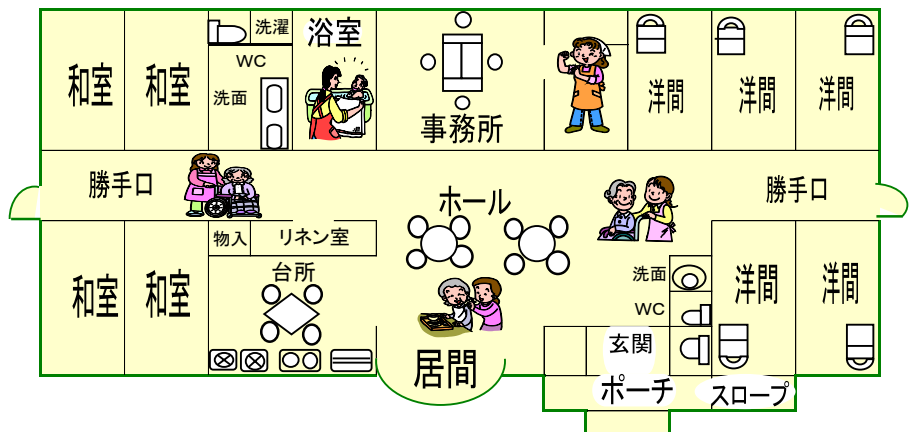 和室
和室
洗濯
WC
洗面
浴室
事務所
洋間
洋間
洋間
勝手口
ホール
勝手口
物入
リネン室
台所
和室
和室
居間
洗面
WC
玄関
洋間
洋間
ポーチ
スロープ